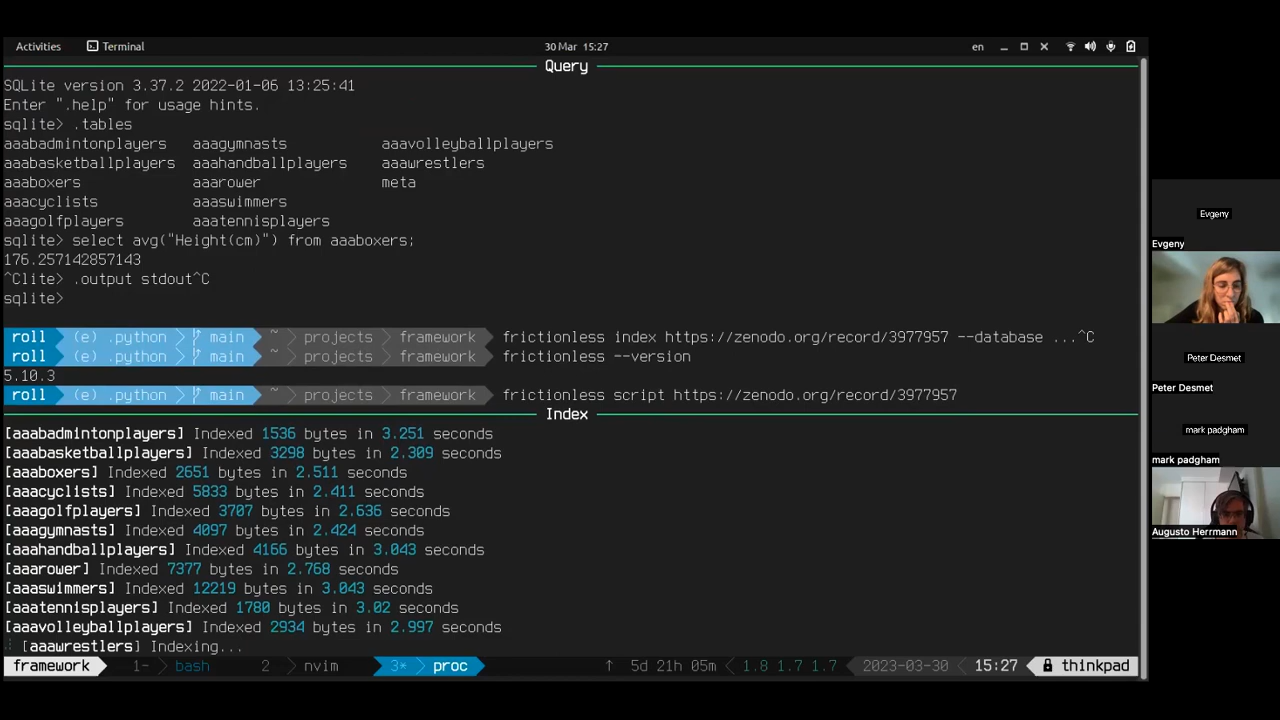 Activities Terminal 30 Mar 15:27 en
Query
SQLite version 3.37.2 2022-01-06 13:25:41
Enter ".help" for usage hints.
sqlite> .tables
aaabadmintonplayers aaagymnasts aaavolleyballplayers
aaabasketballplayers aaahandballplayers aaawrestlers
aaaboxers aaarower meta
aaacyclists aaaswimmers
aaagolfplayers aaatennisplayers
sqlite> select avg("Height(cm)") from aaaboxers;
176.257142857143
^Clite> .output stdout^C
sqlite>
roll (e) .python main ~ projects framework frictionless index https://zenodo.org/record/3977957 --database ...^C
roll (e) .python main ~ projects framework frictionless --version
5.10.3
roll (e) .python main ~ projects framework frictionless script https://zenodo.org/record/3977957
Index
[aaabadmintonplayers] Indexed 1536 bytes in 3.251 seconds
[aaabasketballplayers] Indexed 3298 bytes in 2.309 seconds
[aaaboxers] Indexed 2651 bytes in 2.511 seconds
[aaacyclists] Indexed 5833 bytes in 2.411 seconds
[aaagolfplayers] Indexed 3707 bytes in 2.636 seconds
[aaagymnasts] Indexed 4097 bytes in 2.424 seconds
[aaahandballplayers] Indexed 4166 bytes in 3.043 seconds
[aaarower] Indexed 7377 bytes in 2.768 seconds
[aaaswimmers] Indexed 12219 bytes in 3.043 seconds
[aaatennisplayers] Indexed 1780 bytes in 3.02 seconds
[aaavolleyballplayers] Indexed 2934 bytes in 2.997 seconds
[aaawrestlers] Indexing...
framework 1- bash 2 nvim 3* proc ↑ 5d 21h 05m 1.8 1.7 1.7 2023-03-30 15:27 thinkpad
Evgeny
Evgeny
Peter Desmet
Peter Desmet
mark padgham
mark padgham
Augusto Herrmann